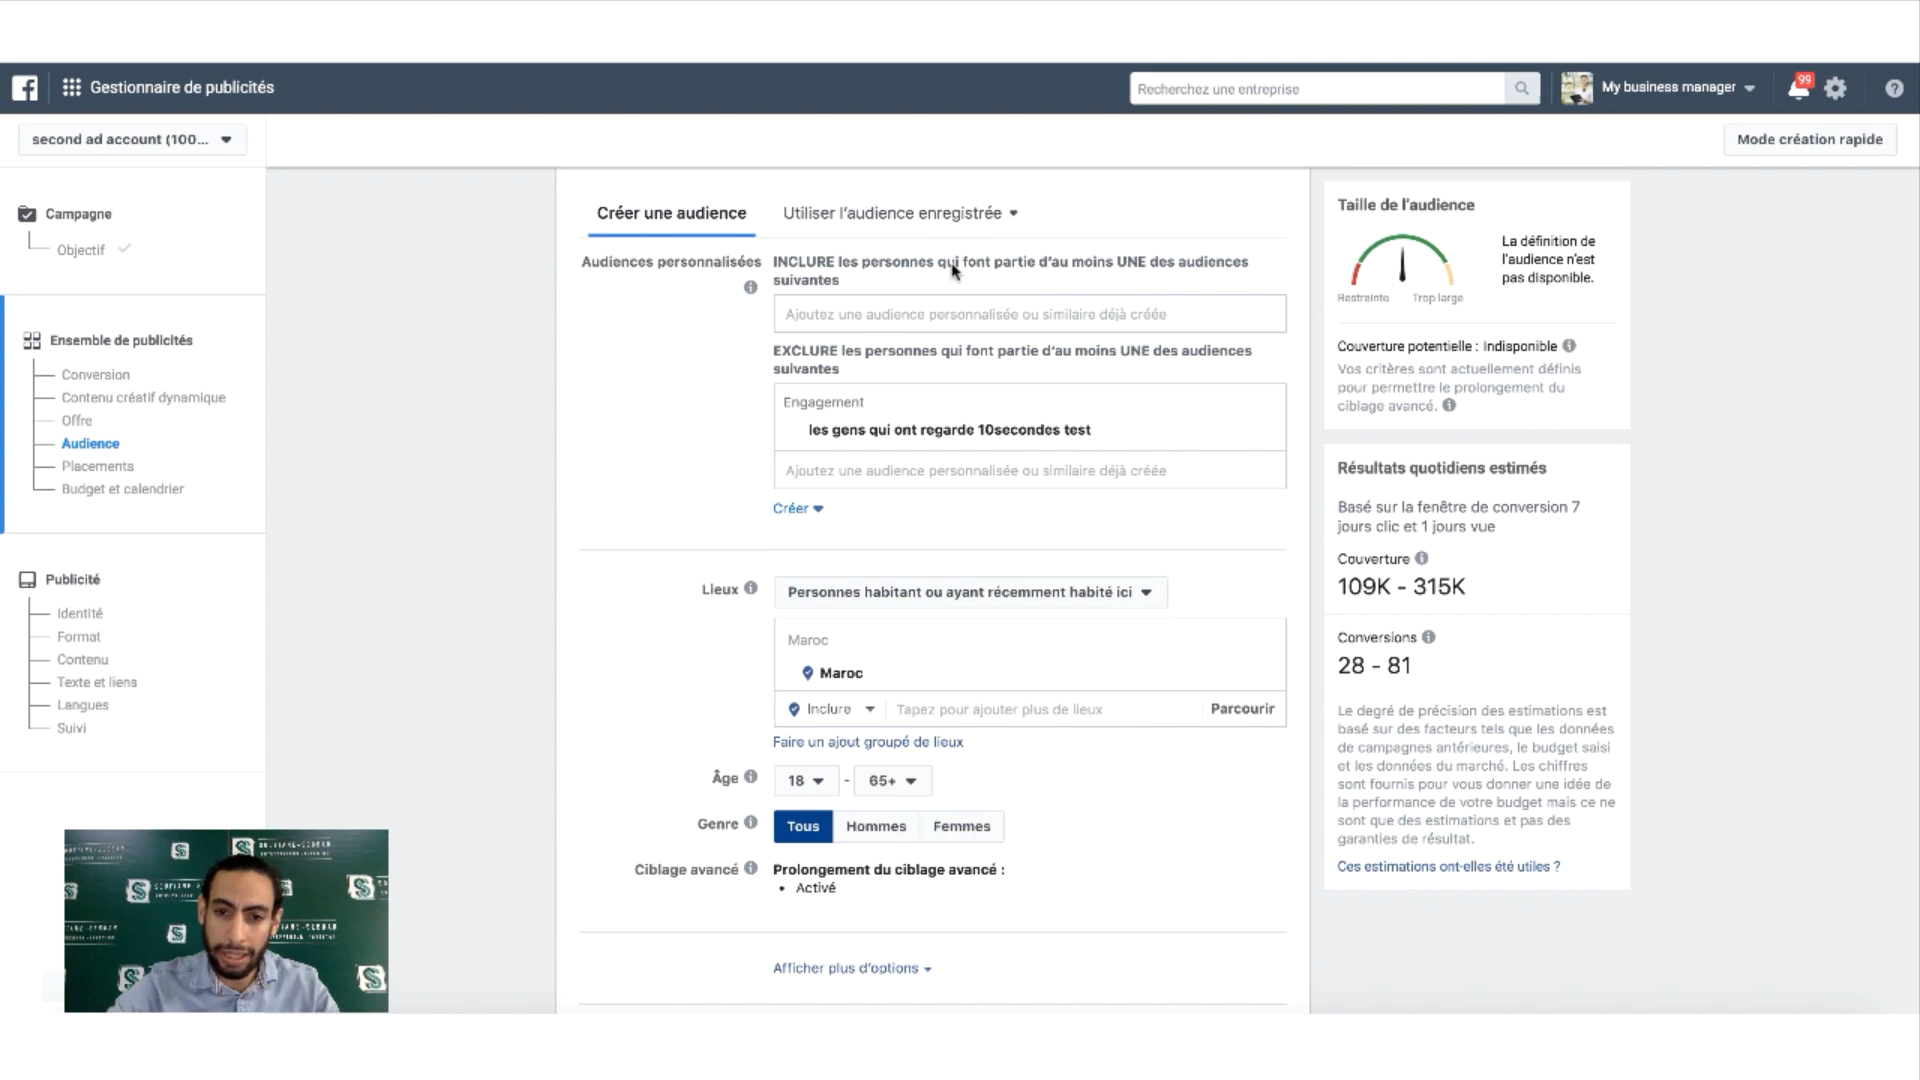 Gestionnaire de publicités
Recherchez une entreprise
My business manager
99
second ad account (100...
Mode création rapide
Campagne
Objectif
Ensemble de publicités
Conversion
Contenu créatif dynamique
Offre
Audience
Placements
Budget et calendrier
Publicité
Identité
Format
Contenu
Texte et liens
Langues
Suivi
Créer une audience
Utiliser l'audience enregistrée
Audiences personnalisées
INCLURE les personnes qui font partie d'au moins UNE des audiences
suivantes
Ajoutez une audience personnalisée ou similaire déjà créée
EXCLURE les personnes qui font partie d'au moins UNE des audiences
suivantes
Engagement
les gens qui ont regarde 10secondes test
Ajoutez une audience personnalisée ou similaire déjà créée
Créer
Lieux
Personnes habitant ou ayant récemment habité ici
Maroc
Maroc
Inclure
Tapez pour ajouter plus de lieux
Parcourir
Faire un ajout groupé de lieux
Âge
18 - 65+
Genre
Tous
Hommes
Femmes
Ciblage avancé
Prolongement du ciblage avancé :
• Activé
Afficher plus d'options
Taille de l'audience
La définition de
l'audience n'est
pas disponible.
Restreinte
Trop large
Couverture potentielle : Indisponible
Vos critères sont actuellement définis
pour permettre le prolongement du
ciblage avancé.
Résultats quotidiens estimés
Basé sur la fenêtre de conversion 7
jours clic et 1 jours vue
Couverture
109K - 315K
Conversions
28 - 81
Le degré de précision des estimations est
basé sur des facteurs tels que les données
de campagnes antérieures, le budget saisi
et les données du marché. Les chiffres
sont fournis pour vous donner une idée de
la performance de votre budget mais ce ne
sont que des estimations et pas des
garanties de résultat.
Ces estimations ont-elles été utiles ?